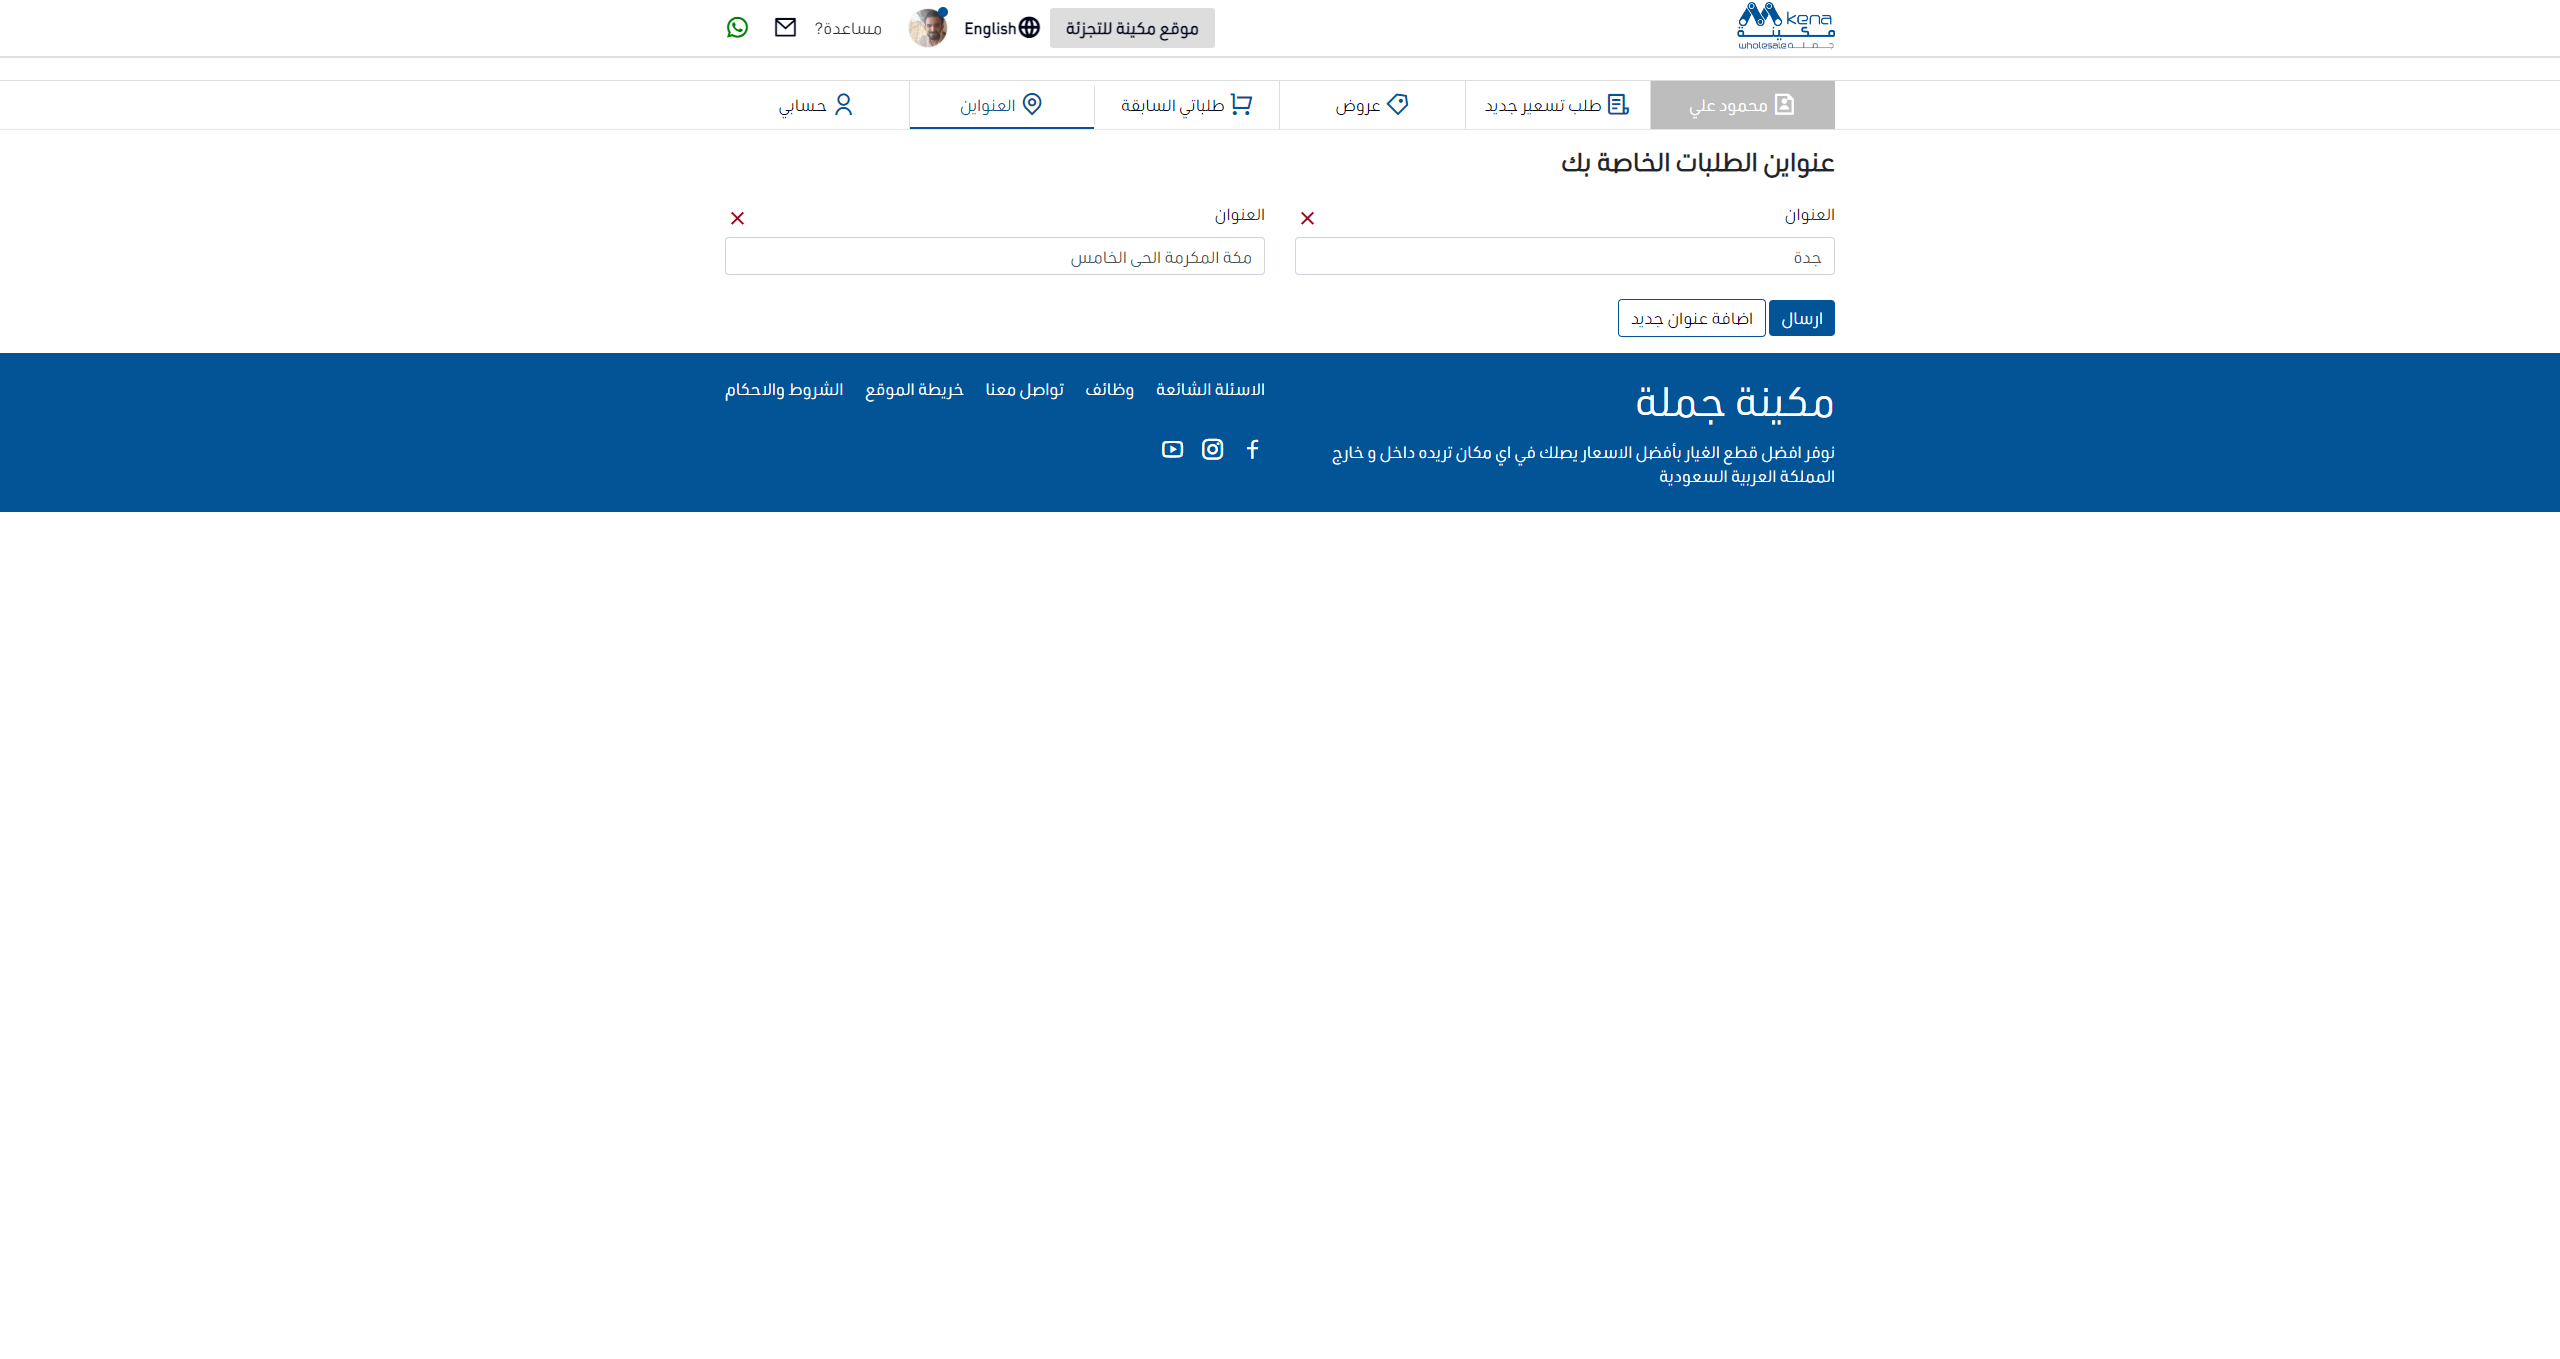 kena
مكينة
wholesale جملة
موقع مكينة للتجزئة
English
مساعدة?
محمود علي
طلب تسعير جديد
عروض
طلباتي السابقة
العنواين
حسابي
عنواين الطلبات الخاصة بك
العنوان
جدة
العنوان
مكة المكرمة الحى الخامس
ارسال
اضافة عنوان جديد
مكينة جملة
نوفر افضل قطع الغيار بأفضل الاسعار يصلك في اي مكان تريده داخل و خارج
المملكة العربية السعودية
الاسئلة الشائعة
وظائف
تواصل معنا
خريطة الموقع
الشروط والاحكام